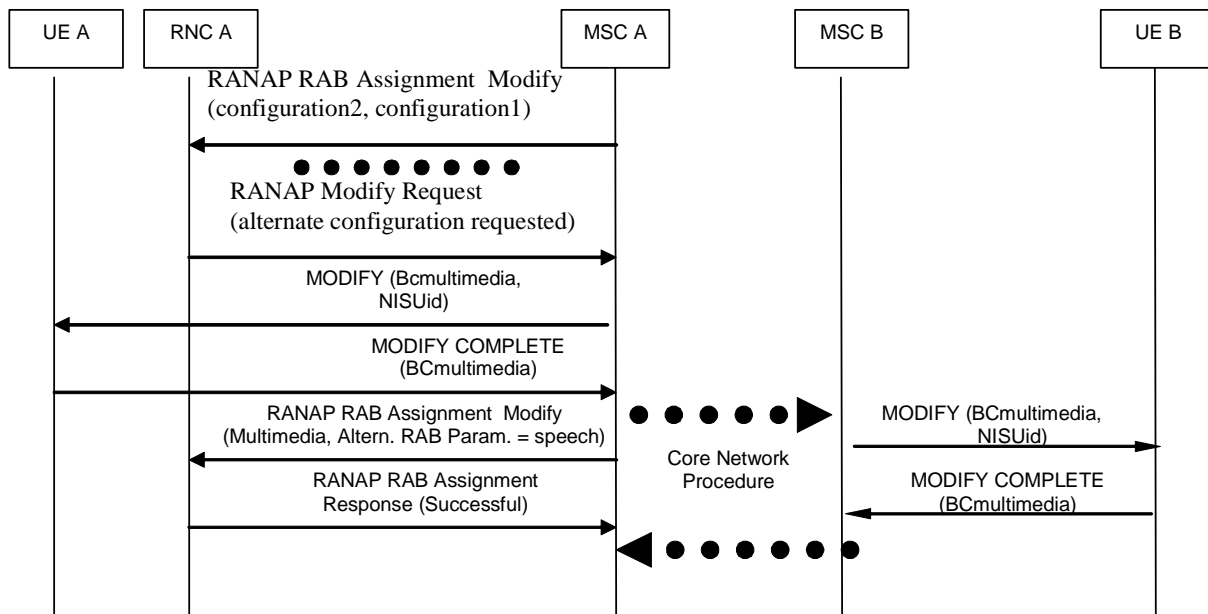 UE A
RNC A
MSC A
MSC B
UE B
RANAP RAB Assignment  Modify
(configuration2, configuration1)
RANAP Modify Request
(alternate configuration requested)
MODIFY (Bcmultimedia,
NISUid)
MODIFY COMPLETE
(BCmultimedia)
RANAP RAB Assignment  Modify
(Multimedia, Altern. RAB Param. = speech)
RANAP RAB Assignment
Response (Successful)
Core Network
Procedure
MODIFY (BCmultimedia,
NISUid)
MODIFY COMPLETE
(BCmultimedia)